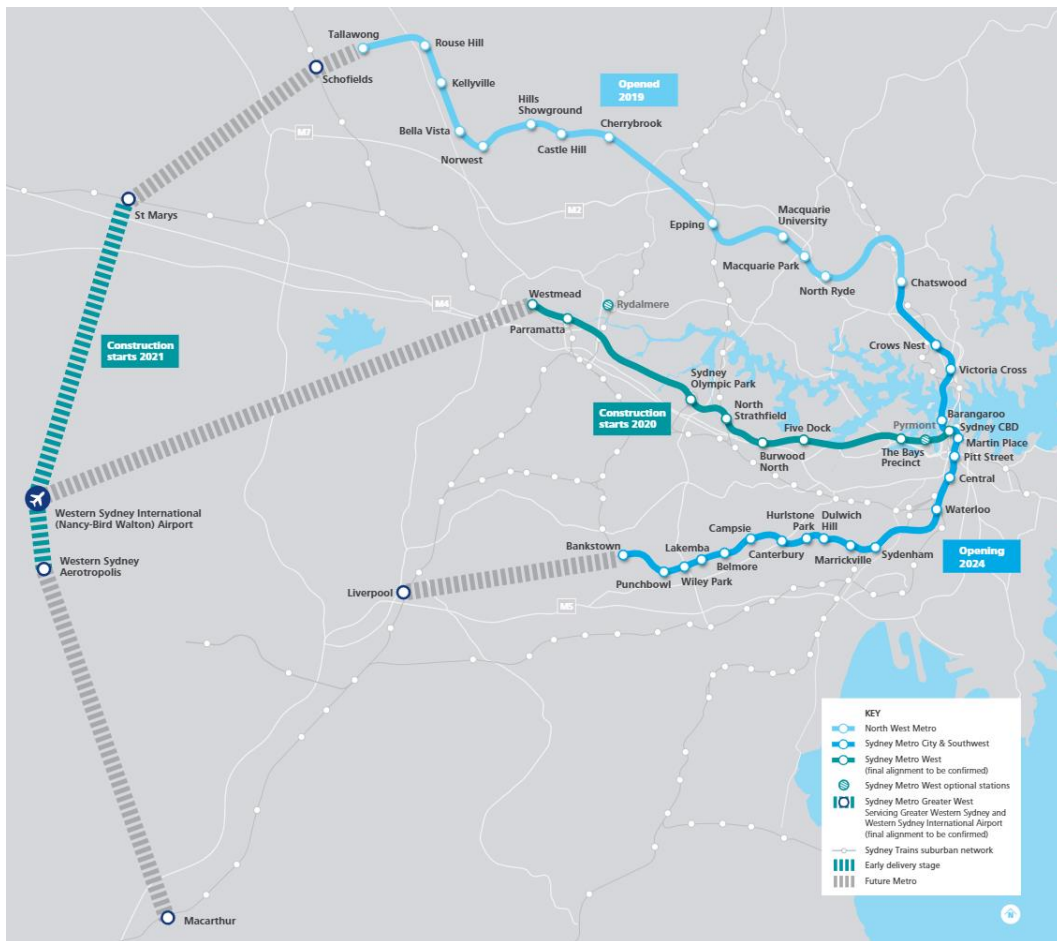 Tallawong
Rouse Hill
Schofields
Kellyville
Opened
2019
Hills
Showground
Cherrybrook
Bella Vista
M7
Castle Hill
Norwest
St Marys
M2
Macquarie
University
Epping
Macquarie Park
North Ryde
Chatswood
Westmead
Rydalmere
M4
Parramatta
Construction
starts 2021
Crows Nest
Victoria Cross
Sydney
Olympic Park
Construction
starts 2020
North
Strathfield
Barangaroo
Pyrmont
Sydney CBD
Five Dock
Martin Place
Burwood
North
The Bays
Precinct
Pitt Street
Central
Western Sydney International
(Nancy-Bird Walton) Airport
Waterloo
Hurlstone
Park
Dulwich
Hill
Campsie
Bankstown
Lakemba
Canterbury
Sydenham
Opening
2024
Western Sydney
Aerotropolis
Belmore
Marrickville
Punchbowl
Wiley Park
Liverpool
M5
KEY
North West Metro
Sydney Metro City & Southwest
Sydney Metro West
(final alignment to be confirmed)
Sydney Metro West optional stations
Sydney Metro Greater West
Servicing Greater Western Sydney and
Western Sydney International Airport
(final alignment to be confirmed)
Sydney Trains suburban network
Early delivery stage
Future Metro
Macarthur
N